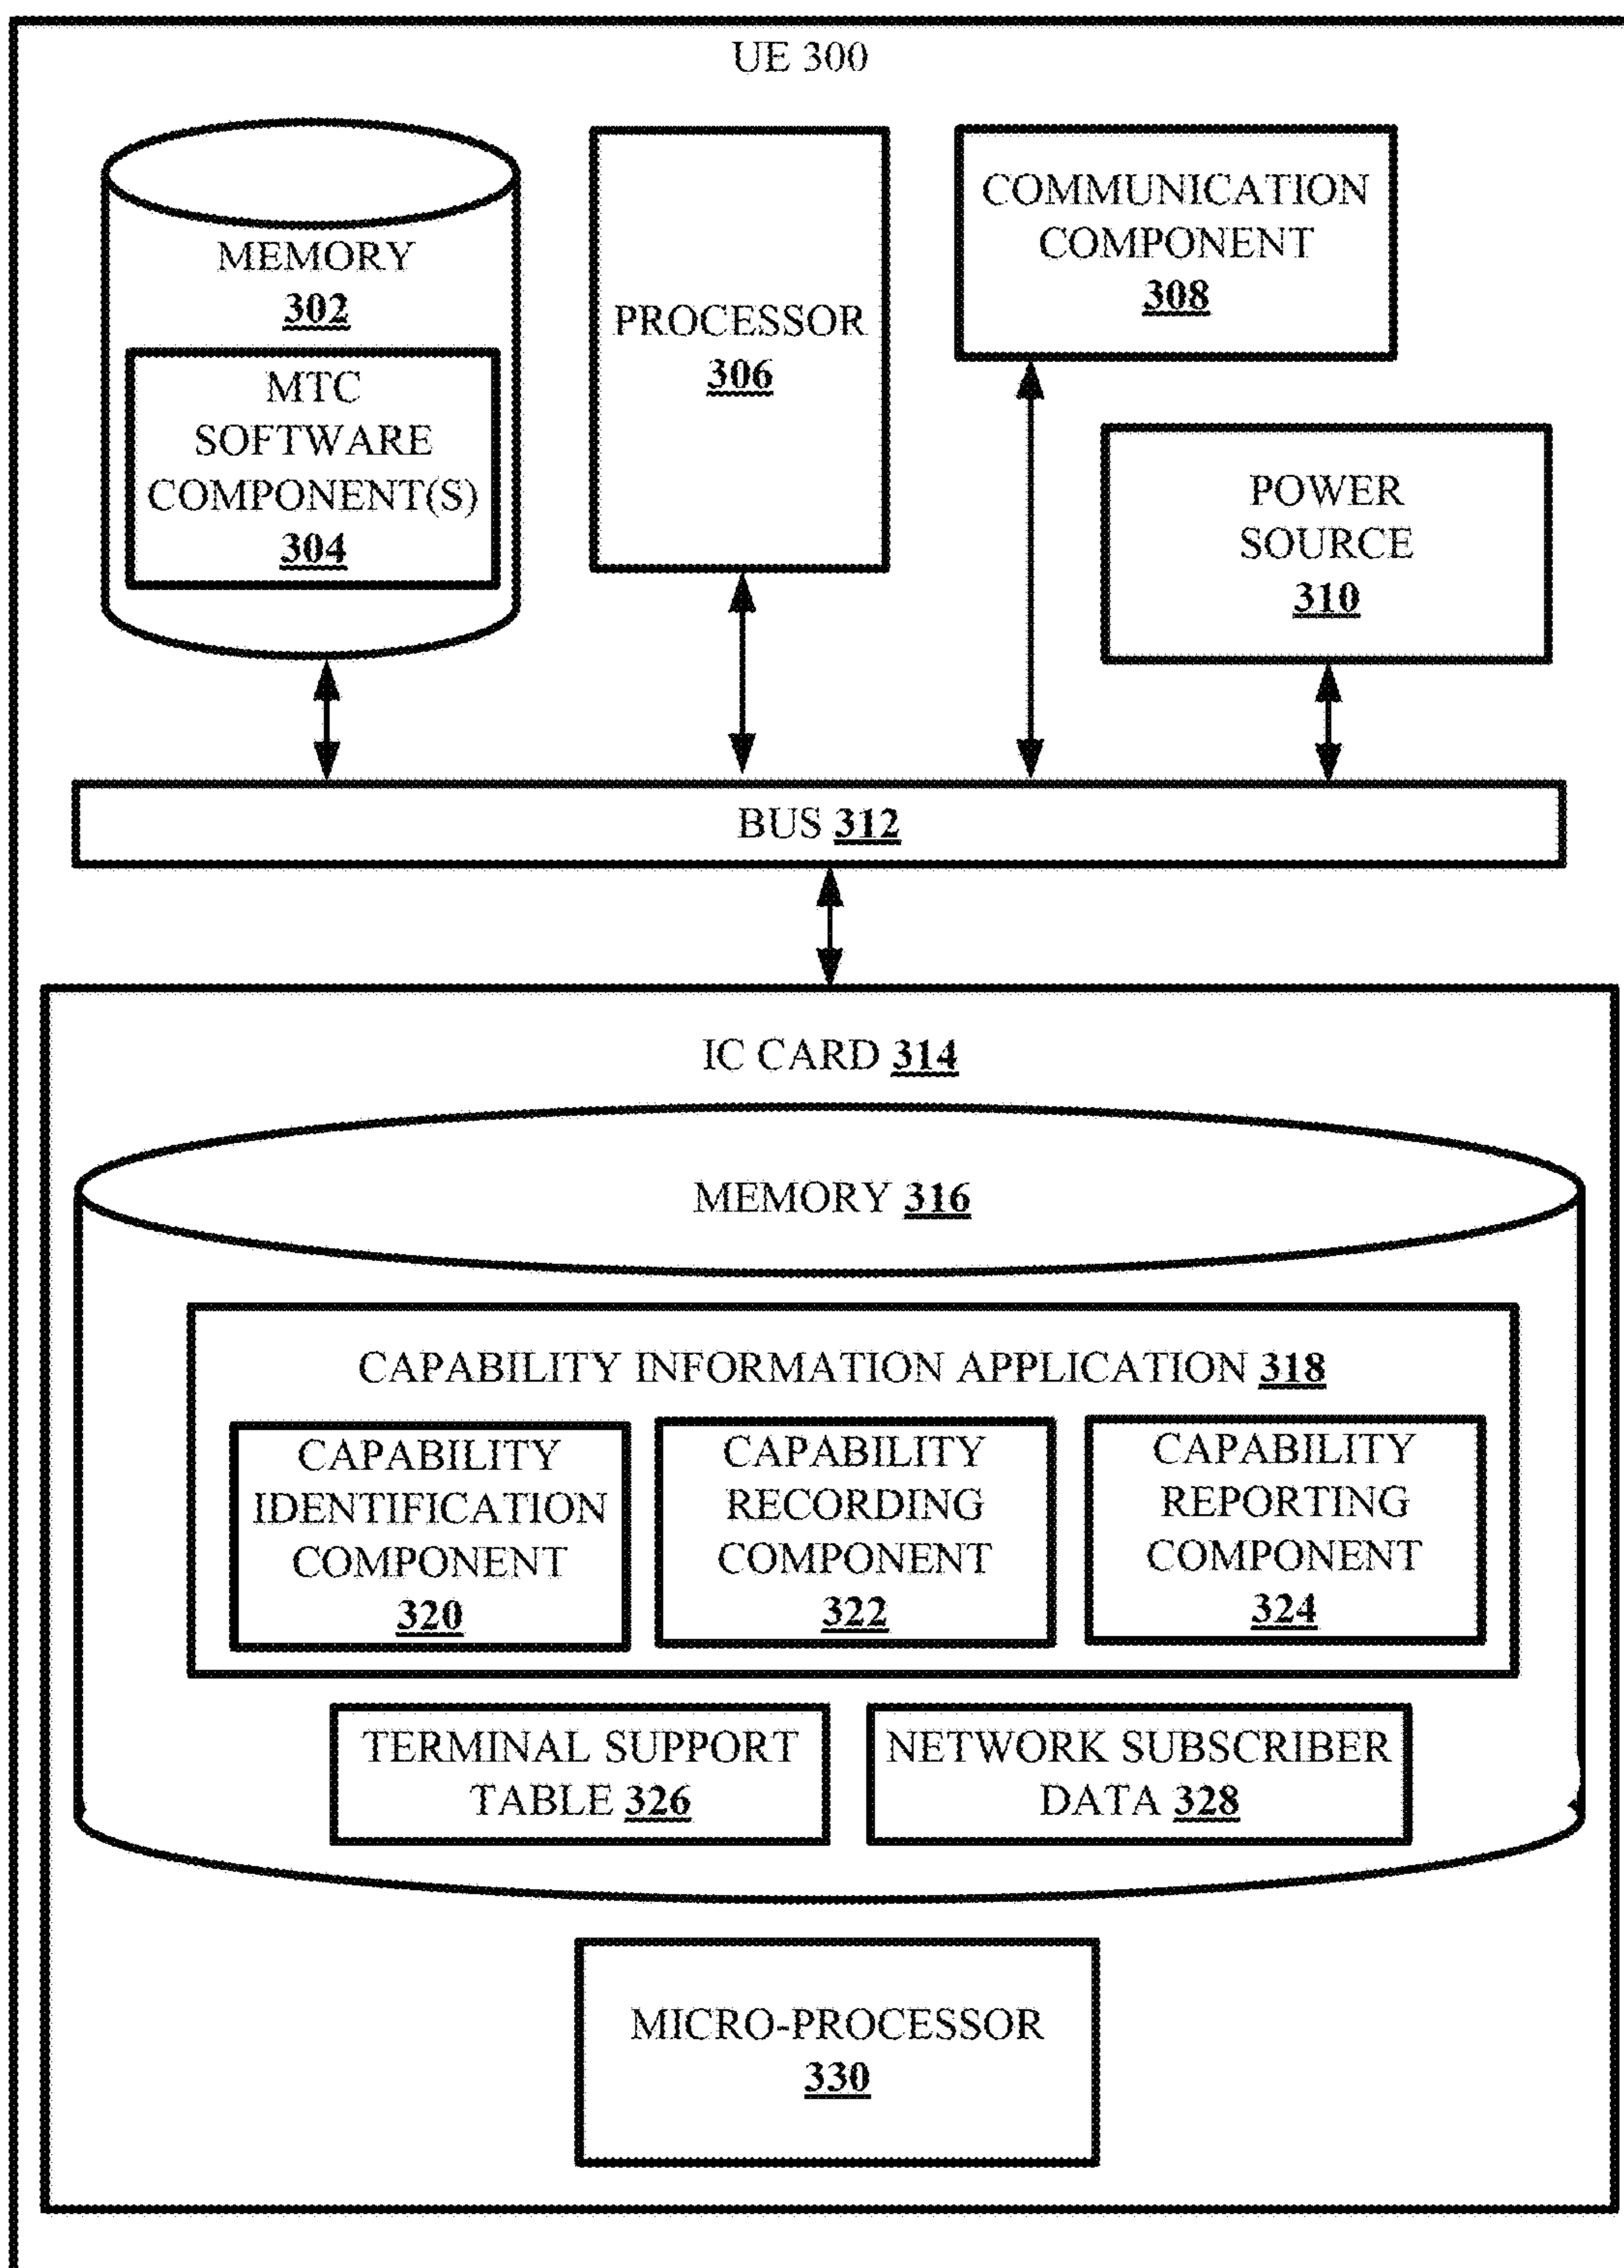 UE 300
MEMORY
302
MTC
SOFTWARE
COMPONENT(S)
304
PROCESSOR
306
COMMUNICATION
COMPONENT
308
POWER
SOURCE
310
BUS 312
IC CARD 314
MEMORY 316
CAPABILITY INFORMATION APPLICATION 318
CAPABILITY
IDENTIFICATION
COMPONENT
320
CAPABILITY
RECORDING
COMPONENT
322
CAPABILITY
REPORTING
COMPONENT
324
TERMINAL SUPPORT
TABLE 326
NETWORK SUBSCRIBER
DATA 328
MICRO-PROCESSOR
330